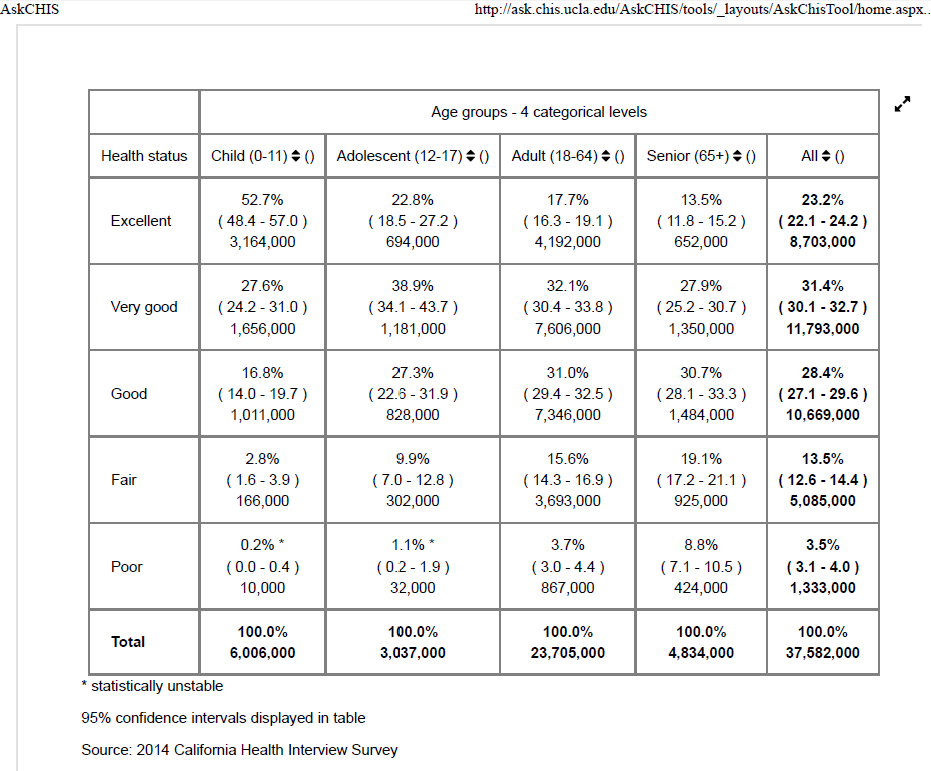 AskCHIS http://ask.chis.ucla.edu/AskCHIS/tools/_layouts/AskChisTool/home.aspx..
Age groups - 4 categorical levels
Health status Child (0-11) () Adolescent (12-17) () Adult (18-64) () Senior (65+) () All ()
52.7% 22.8% 17.7% 13.5% 23.2%
Excellent ( 48.4 - 57.0 ) ( 18.5 - 27.2 ) ( 16.3 - 19.1 ) ( 11.8 - 15.2 ) ( 22.1 - 24.2 )
3,164,000 694,000 4,192,000 652,000 8,703,000
27.6% 38.9% 32.1% 27.9% 31.4%
Very good ( 24.2 - 31.0 ) ( 34.1 - 43.7 ) ( 30.4 - 33.8 ) ( 25.2 - 30.7 ) ( 30.1 - 32.7 )
1,656,000 1,181,000 7,606,000 1,350,000 11,793,000
16.8% 27.3% 31.0% 30.7% 28.4%
Good ( 14.0 - 19.7 ) ( 22.6 - 31.9 ) ( 29.4 - 32.5 ) ( 28.1 - 33.3 ) ( 27.1 - 29.6 )
1,011,000 828,000 7,346,000 1,484,000 10,669,000
2.8% 9.9% 15.6% 19.1% 13.5%
Fair ( 1.6 - 3.9 ) ( 7.0 - 12.8 ) ( 14.3 - 16.9 ) ( 17.2 - 21.1 ) ( 12.6 - 14.4 )
166,000 302,000 3,693,000 925,000 5,085,000
0.2% * 1.1% * 3.7% 8.8% 3.5%
Poor ( 0.0 - 0.4 ) ( 0.2 - 1.9 ) ( 3.0 - 4.4 ) ( 7.1 - 10.5 ) ( 3.1 - 4.0 )
10,000 32,000 867,000 424,000 1,333,000
100.0% 100.0% 100.0% 100.0% 100.0%
Total 6,006,000 3,037,000 23,705,000 4,834,000 37,582,000
* statistically unstable
95% confidence intervals displayed in table
Source: 2014 California Health Interview Survey